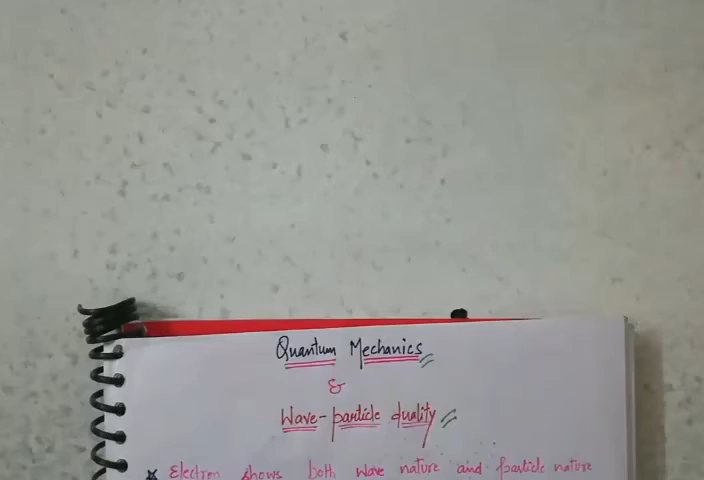 Quantum Mechanics
&
Wave-particle duality
* Electron shows both wave nature and particle nature